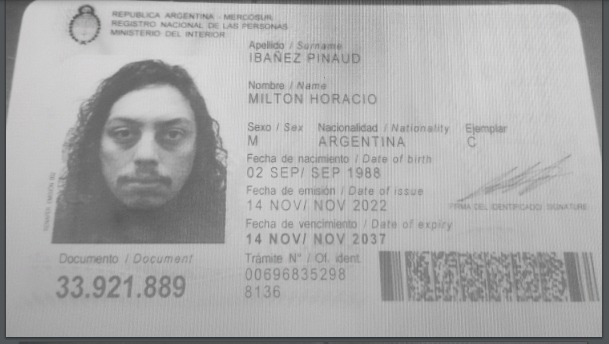 REPUBLICA ARGENTINA - MERCOSUR
REGISTRO NACIONAL DE LAS PERSONAS
MINISTERIO DEL INTERIOR
Apellido / Surname
IBAÑEZ PINAUD
Nombre / Name
MILTON HORACIO
Sexo / Sex Nacionalidad / Nationality Ejemplar
M ARGENTINA C
Fecha de nacimiento / Date of birth
02 SEP/ SEP 1988
Fecha de emisión / Date of issue
14 NOV/ NOV 2022
FIRMA DEL IDENTIFICADO/ SIGNATURE
Fecha de vencimiento / Date of expiry
14 NOV/ NOV 2037
Documento / Document
33.921.889
Trámite N° / Of. ident.
00696835298
8136